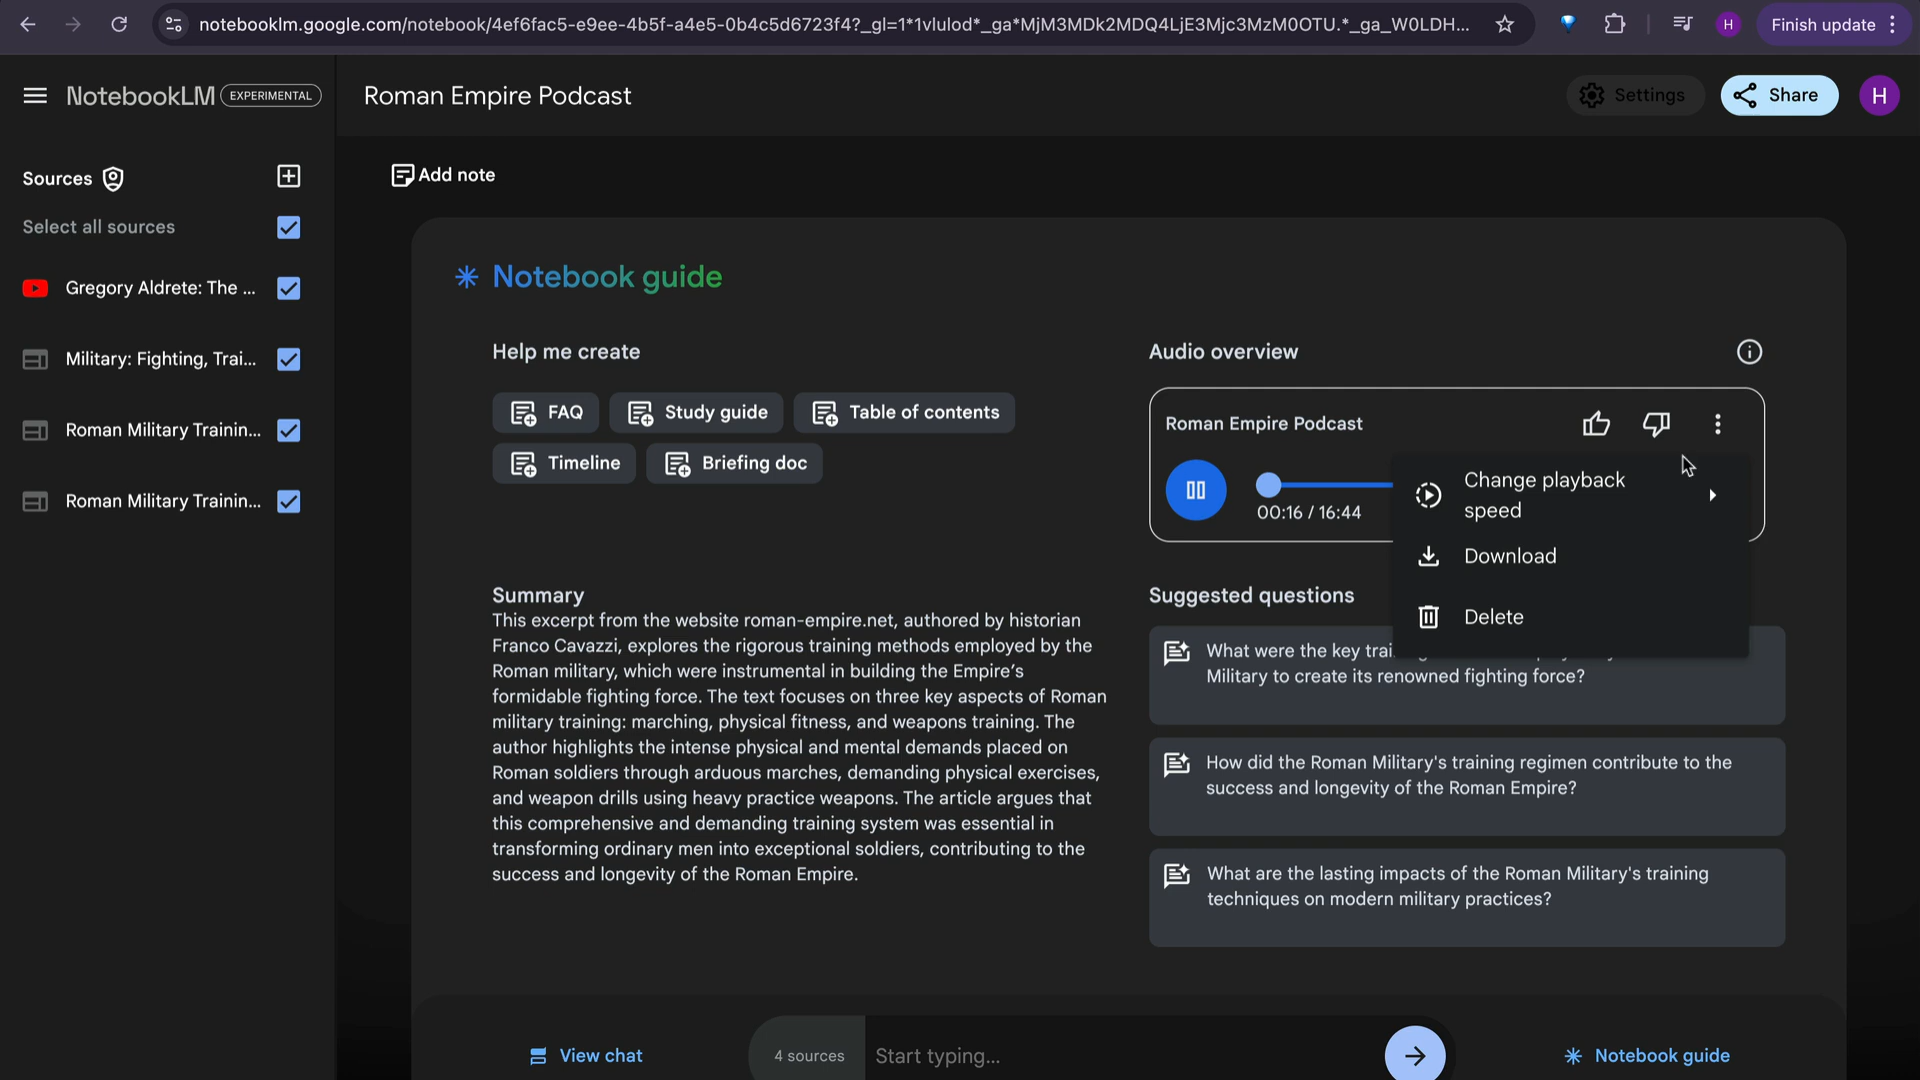 notebooklm.google.com/notebook/4ef6fac5-e9ee-4b5f-a4e5-0b4c5d6723f4?_gl=1*1vlulod*_ga*MjM3MDk2MDQ4LjE3Mjc3MzM0OTU.*_ga_W0LDH...
H
Finish update
NotebookLM
EXPERIMENTAL
Roman Empire Podcast
Settings
Share
H
Sources
Select all sources
Gregory Aldrete: The ...
Military: Fighting, Trai...
Roman Military Trainin...
Roman Military Trainin...
Add note
Notebook guide
Help me create
FAQ
Study guide
Table of contents
Timeline
Briefing doc
Summary
This excerpt from the website roman-empire.net, authored by historian
Franco Cavazzi, explores the rigorous training methods employed by the
Roman military, which were instrumental in building the Empire's
formidable fighting force. The text focuses on three key aspects of Roman
military training: marching, physical fitness, and weapons training. The
author highlights the intense physical and mental demands placed on
Roman soldiers through arduous marches, demanding physical exercises,
and weapon drills using heavy practice weapons. The article argues that
this comprehensive and demanding training system was essential in
transforming ordinary men into exceptional soldiers, contributing to the
success and longevity of the Roman Empire.
Audio overview
Roman Empire Podcast
00:16 / 16:44
Change playback
speed
Download
Delete
Suggested questions
What were the key
Military to create its renowned fighting force?
How did the Roman Military's training regimen contribute to the
success and longevity of the Roman Empire?
What are the lasting impacts of the Roman Military's training
techniques on modern military practices?
View chat
4 sources
Start typing...
Notebook guide